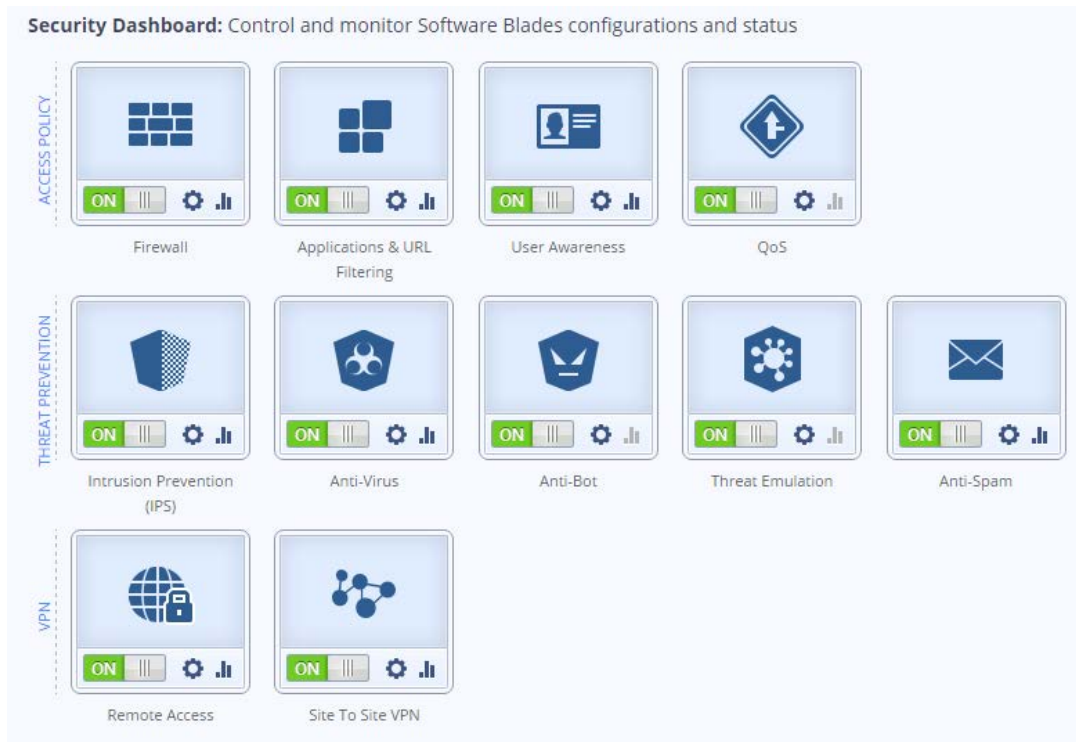 Security Dashboard: Control and monitor Software Blades configurations and status
ACCESS POLICY
ON
ON
ON
ON
Firewall
Applications & URL
Filtering
User Awareness
QoS
THREAT PREVENTION
ON
ON
ON
ON
ON
Intrusion Prevention
(IPS)
Anti-Virus
Anti-Bot
Threat Emulation
Anti-Spam
VPN
ON
ON
Remote Access
Site To Site VPN